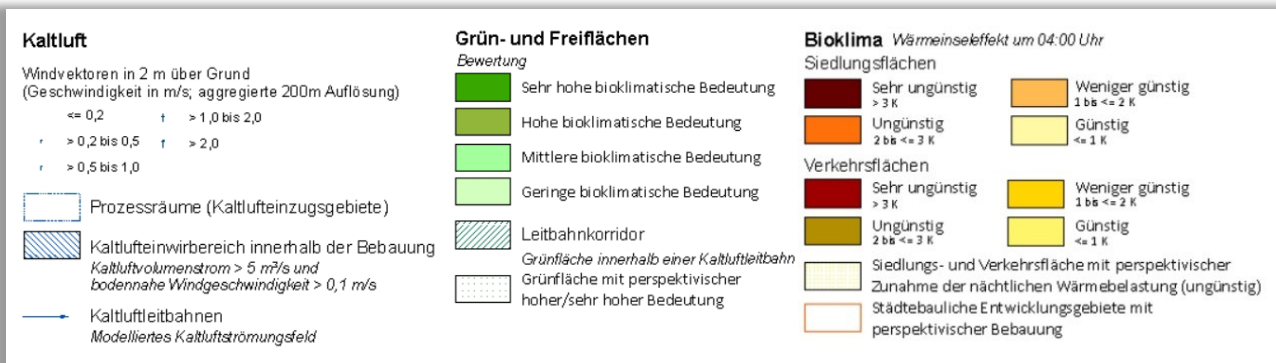 Kaltluft
Windvektoren in 2 m über Grund
(Geschwindigkeit in m/s; aggregierte 200m Auflösung)
<= 0,2
> 1,0 bis 2,0
> 0,2 bis 0,5
> 2,0
> 0,5 bis 1,0
Prozessräume (Kaltlufteinzugsgebiete)
Kaltlufteinwirbereich innerhalb der Bebauung
Kaltluftvolumenstrom > 5 m³/s und
bodennahe Windgeschwindigkeit > 0,1 m/s
Kaltluftleitbahnen
Modelliertes Kaltluftströmungsfeld
Grün- und Freiflächen
Bewertung
Sehr hohe bioklimatische Bedeutung
Hohe bioklimatische Bedeutung
Mittlere bioklimatische Bedeutung
Geringe bioklimatische Bedeutung
Leitbahnkorridor
Grünfläche innerhalb einer Kaltluftleitbahn
Grünfläche mit perspektivischer
hoher/sehr hoher Bedeutung
Bioklima Wärmeinseleffekt um 04:00 Uhr
Siedlungsflächen
Sehr ungünstig
> 3 K
Weniger günstig
1 bis <= 2 K
Ungünstig
2 bis <= 3 K
Günstig
<= 1 K
Verkehrsflächen
Sehr ungünstig
> 3 K
Weniger günstig
1 bis <= 2 K
Ungünstig
2 bis <= 3 K
Günstig
<= 1 K
Siedlungs- und Verkehrsfläche mit perspektivischer
Zunahme der nächtlichen Wärmebelastung (ungünstig)
Städtebauliche Entwicklungsgebiete mit
perspektivischer Bebauung